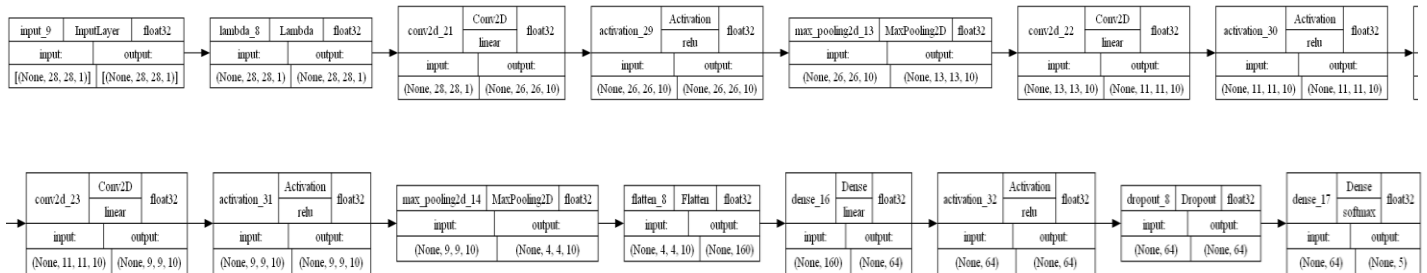 input_9 InputLayer float32
input: output:
[(None, 28, 28, 1)] [(None, 28, 28, 1)]
lambda_8 Lambda float32
input: output:
(None, 28, 28, 1) (None, 28, 28, 1)
conv2d_21 Conv2D linear float32
input: output:
(None, 28, 28, 1) (None, 26, 26, 10)
activation_29 Activation relu float32
input: output:
(None, 26, 26, 10) (None, 26, 26, 10)
max_pooling2d_13 MaxPooling2D float32
input: output:
(None, 26, 26, 10) (None, 13, 13, 10)
conv2d_22 Conv2D linear float32
input: output:
(None, 13, 13, 10) (None, 11, 11, 10)
activation_30 Activation relu float32
input: output:
(None, 11, 11, 10) (None, 11, 11, 10)
conv2d_23 Conv2D linear float32
input: output:
(None, 11, 11, 10) (None, 9, 9, 10)
activation_31 Activation relu float32
input: output:
(None, 9, 9, 10) (None, 9, 9, 10)
max_pooling2d_14 MaxPooling2D float32
input: output:
(None, 9, 9, 10) (None, 4, 4, 10)
flatten_8 Flatten float32
input: output:
(None, 4, 4, 10) (None, 160)
dense_16 Dense linear float32
input: output:
(None, 160) (None, 64)
activation_32 Activation relu float32
input: output:
(None, 64) (None, 64)
dropout_8 Dropout float32
input: output:
(None, 64) (None, 64)
dense_17 Dense softmax float32
input: output:
(None, 64) (None, 5)